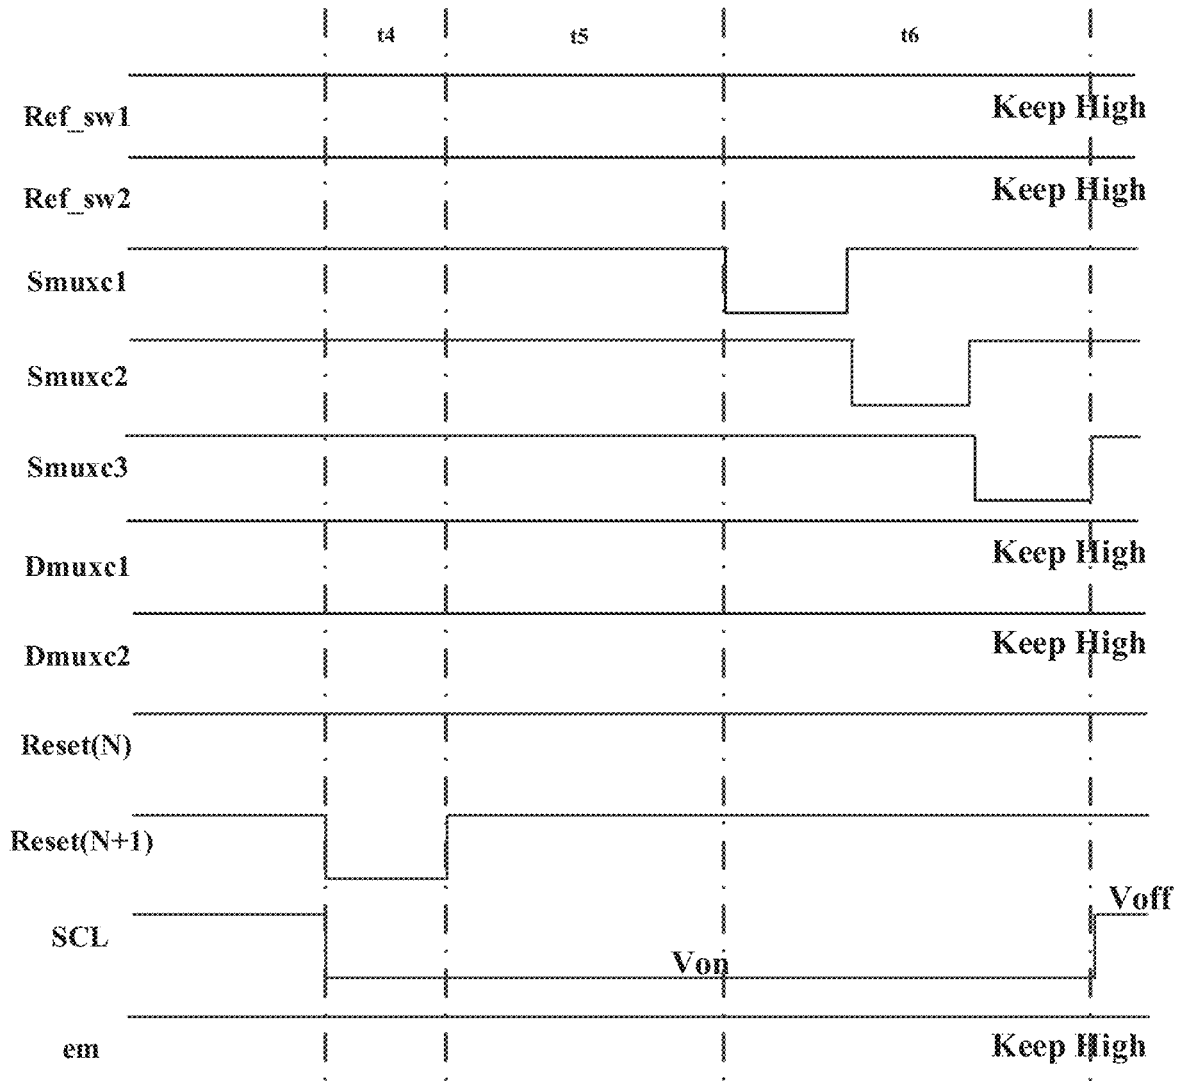 t4 t5 t6
Ref_sw1 Keep High
Ref_sw2 Keep High
Smuxc1
Smuxc2
Smuxc3
Dmuxc1 Keep High
Dmuxc2 Keep High
Reset(N)
Reset(N+1)
Voff
SCL
Von
em Keep High